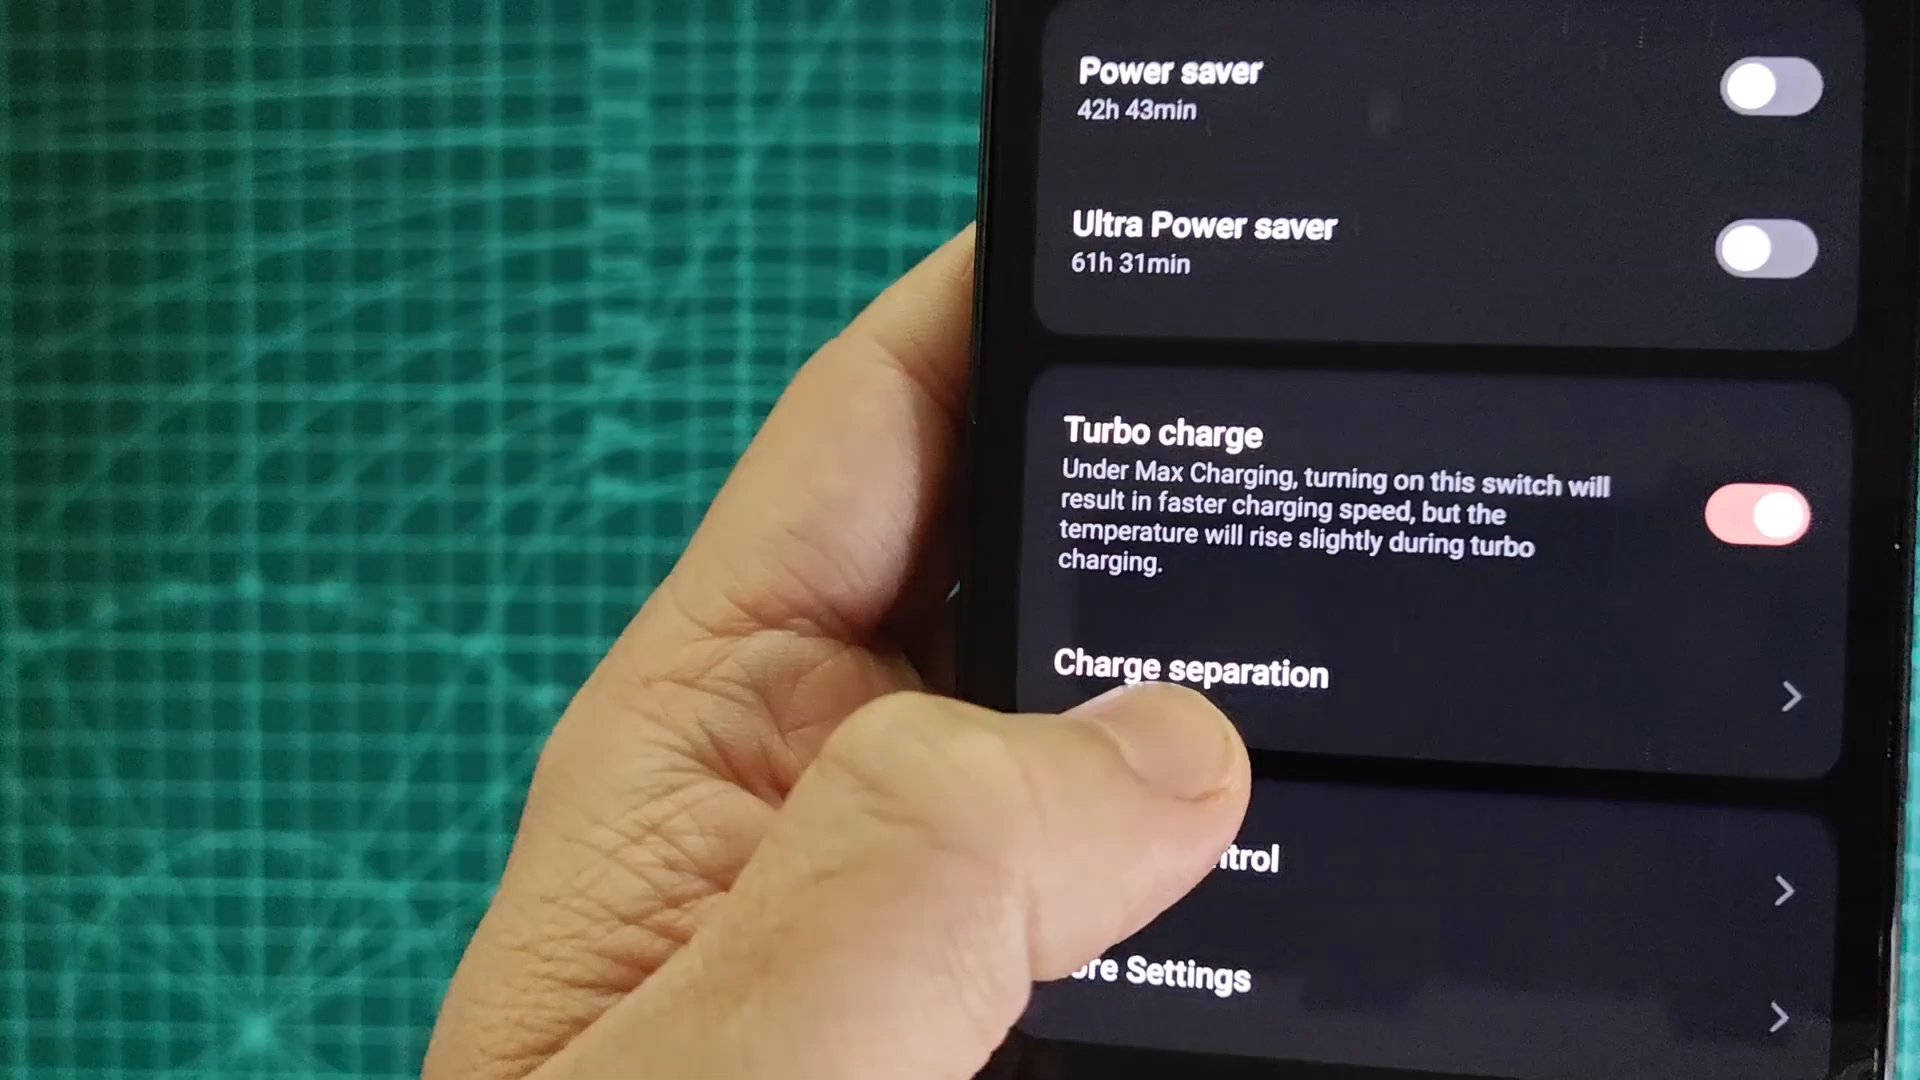 Power saver
42h 43min
Ultra Power saver
61h 31min
Turbo charge
Under Max Charging, turning on this switch will
result in faster charging speed, but the
temperature will rise slightly during turbo
charging.
Charge separation
Settings